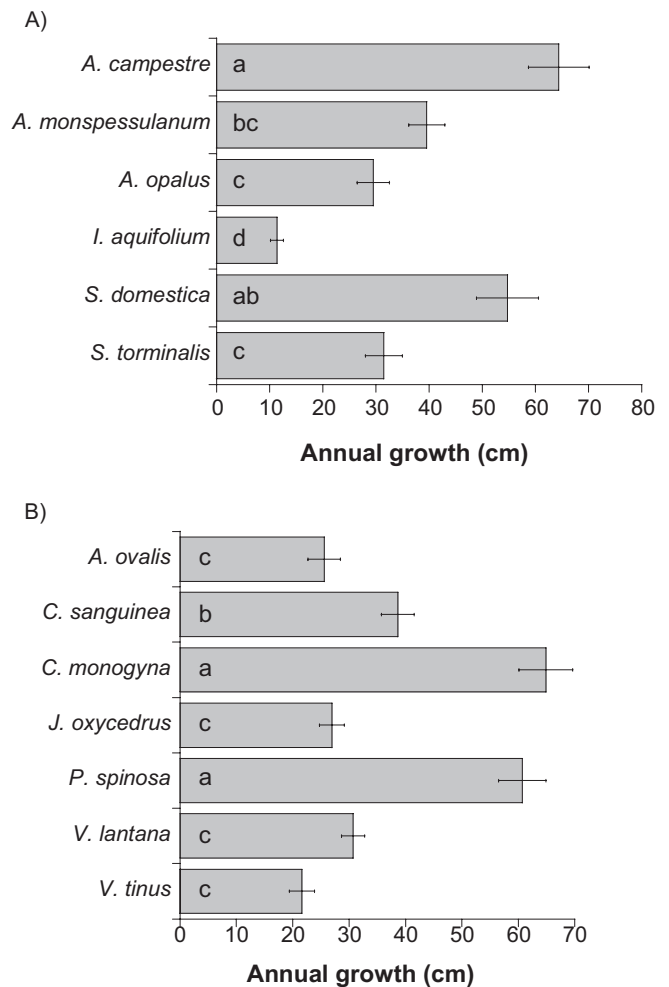 A)
A. campestre a
A. monspessulanum bc
A. opalus c
I. aquifolium d
S. domestica ab
S. torminalis c
0 10 20 30 40 50 60 70 80
Annual growth (cm)
B)
A. ovalis c
C. sanguinea b
C. monogyna a
J. oxycedrus c
P. spinosa a
V. lantana c
V. tinus c
0 10 20 30 40 50 60 70
Annual growth (cm)